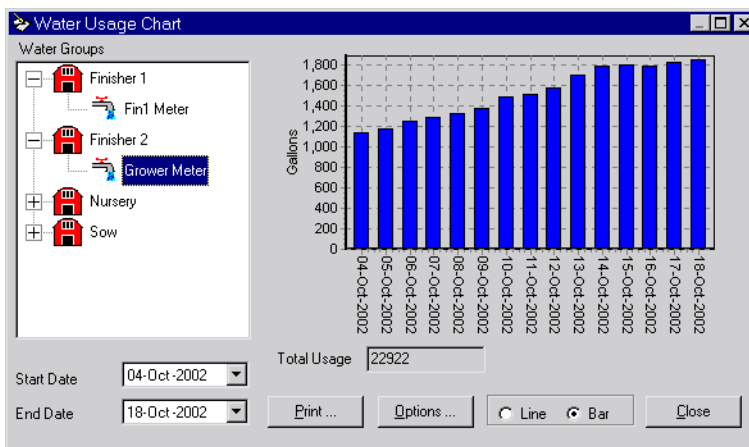 Water Usage Chart
Water Groups
Finisher 1
Fin1 Meter
Finisher 2
Grower Meter
Nursery
Sow
Gallons
1,800
1,600
1,400
1,200
1,000
800
600
400
200
0
04-Oct-2002
05-Oct-2002
06-Oct-2002
07-Oct-2002
08-Oct-2002
09-Oct-2002
10-Oct-2002
11-Oct-2002
12-Oct-2002
13-Oct-2002
14-Oct-2002
15-Oct-2002
16-Oct-2002
17-Oct-2002
18-Oct-2002
Total Usage 22922
Start Date 04-Oct-2002
End Date 18-Oct-2002
Print ... Options ... Line Bar Close